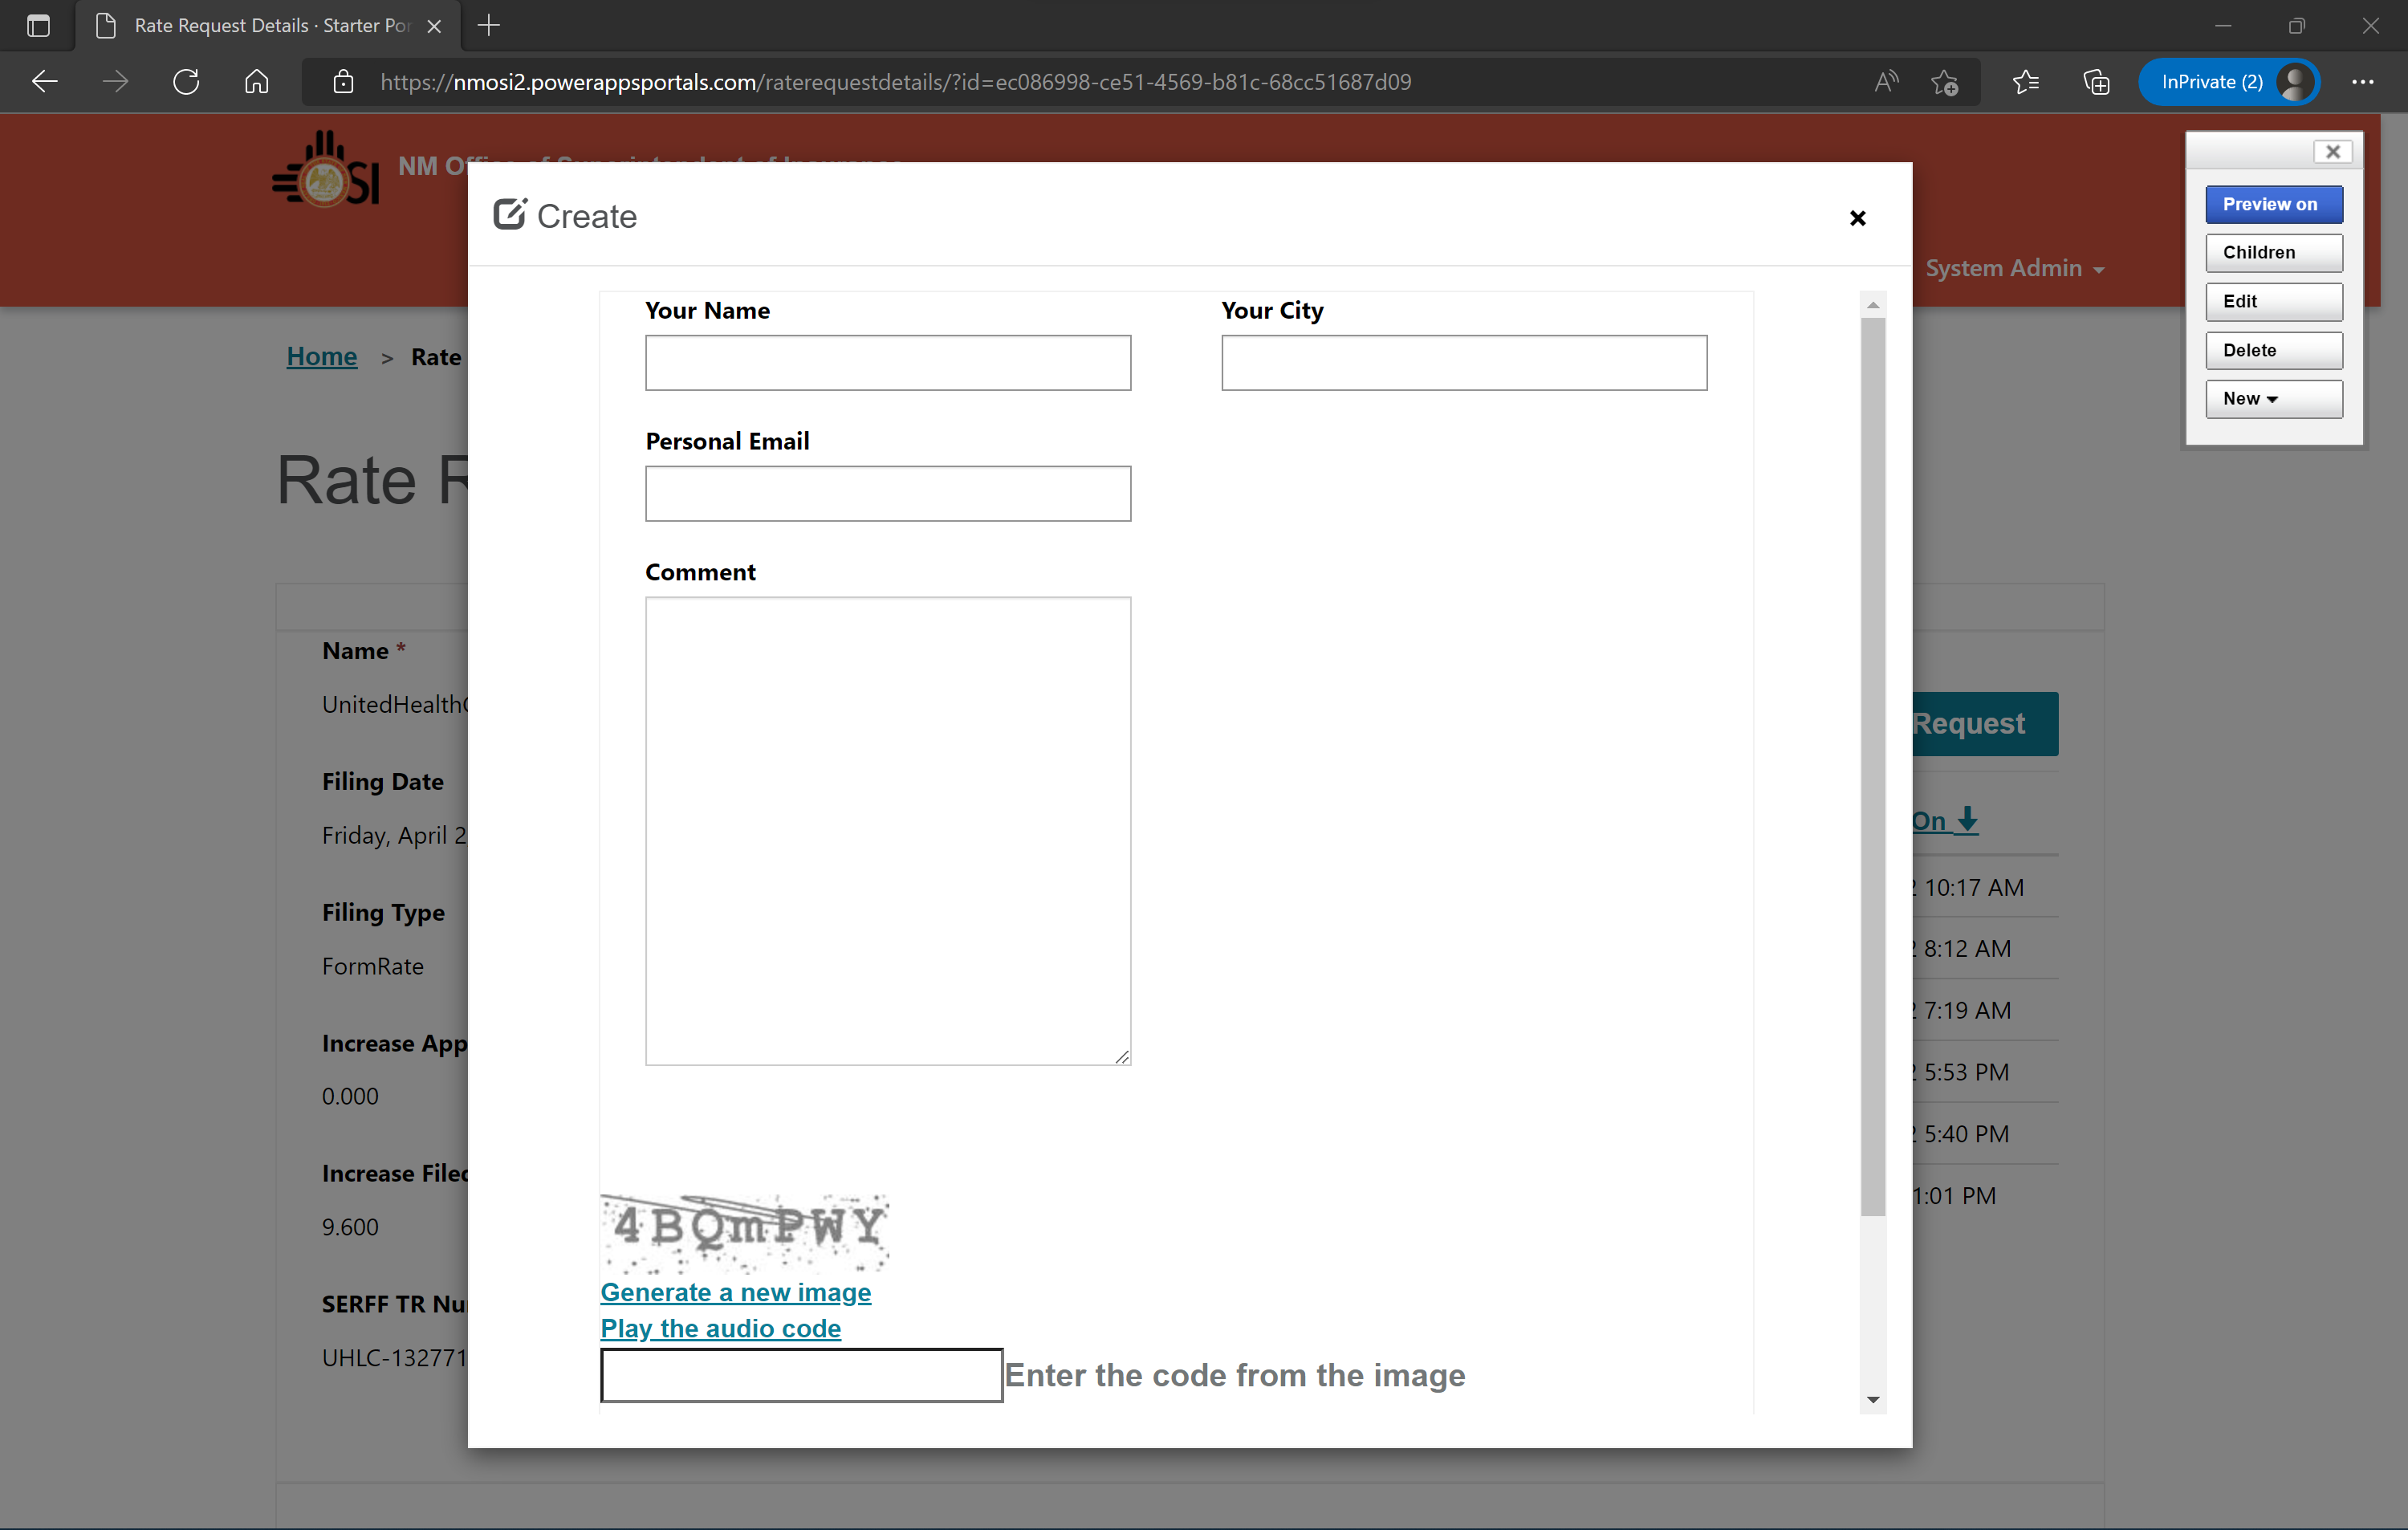 Rate Request Details · Starter Por
https://nmosi2.powerappsportals.com/raterequestdetails/?id=ec086998-ce51-4569-b81c-68cc51687d09
InPrivate (2)
SI
NM
System Admin
Preview on
Children
Edit
Delete
New
Home > Rate
Rate R
Name *
UnitedHealth
Filing Date
Friday, April 2
Filing Type
FormRate
Increase App
0.000
Increase Filed
9.600
SERFF TR Nu
UHLC-132771
Create
Your Name
Your City
Personal Email
Comment
4BQmPWY
Generate a new image
Play the audio code
Enter the code from the image
Request
On
10:17 AM
8:12 AM
7:19 AM
5:53 PM
5:40 PM
1:01 PM